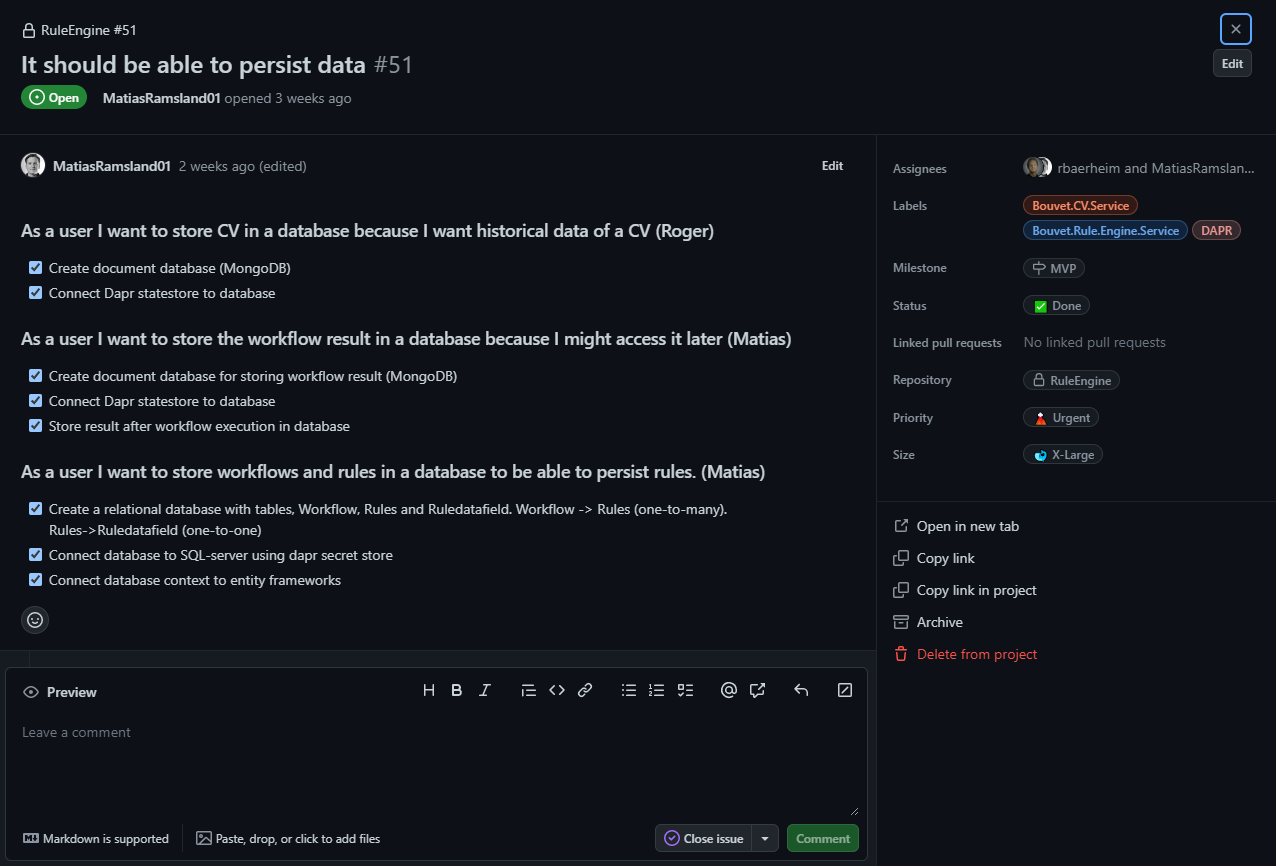 RuleEngine #51
It should be able to persist data #51
Edit
Open MatiasRamsland01 opened 3 weeks ago
MatiasRamsland01 2 weeks ago (edited) Edit
As a user I want to store CV in a database because I want historical data of a CV (Roger)
Create document database (MongoDB)
Connect Dapr statestore to database
As a user I want to store the workflow result in a database because I might access it later (Matias)
Create document database for storing workflow result (MongoDB)
Connect Dapr statestore to database
Store result after workflow execution in database
As a user I want to store workflows and rules in a database to be able to persist rules. (Matias)
Create a relational database with tables, Workflow, Rules and Ruledatafield. Workflow -> Rules (one-to-many).
Rules->Ruledatafield (one-to-one)
Connect database to SQL-server using dapr secret store
Connect database context to entity frameworks
Preview
Leave a comment
Markdown is supported Paste, drop, or click to add files Close issue Comment
Assignees rbaerheim and MatiasRamslan...
Labels Bouvet.CV.Service
Bouvet.Rule.Engine.Service DAPR
Milestone MVP
Status Done
Linked pull requests No linked pull requests
Repository RuleEngine
Priority Urgent
Size X-Large
Open in new tab
Copy link
Copy link in project
Archive
Delete from project